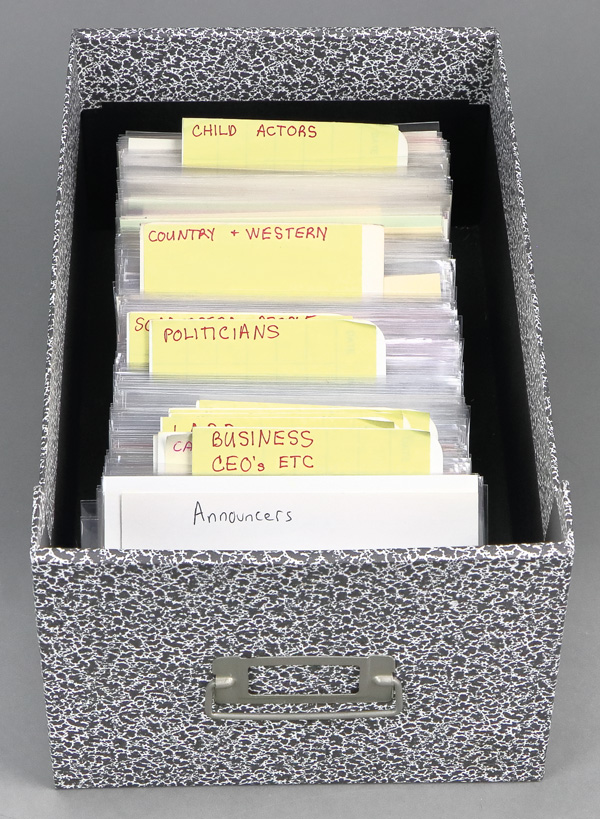 CHILD ACTORS
COUNTRY + WESTERN
POLITICIANS
BUSINESS
CEO's ETC
Announcers